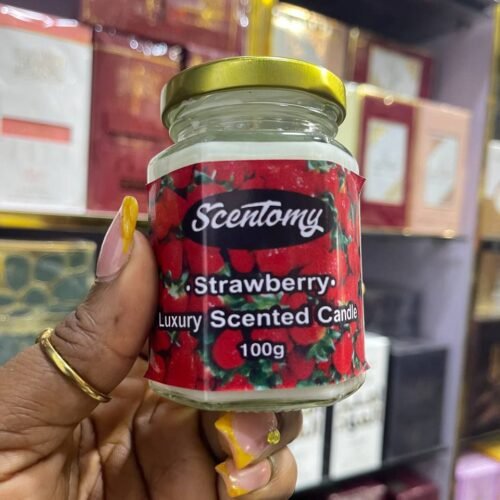 Scentomy
• Strawberry •
Luxury Scented Candle
100g